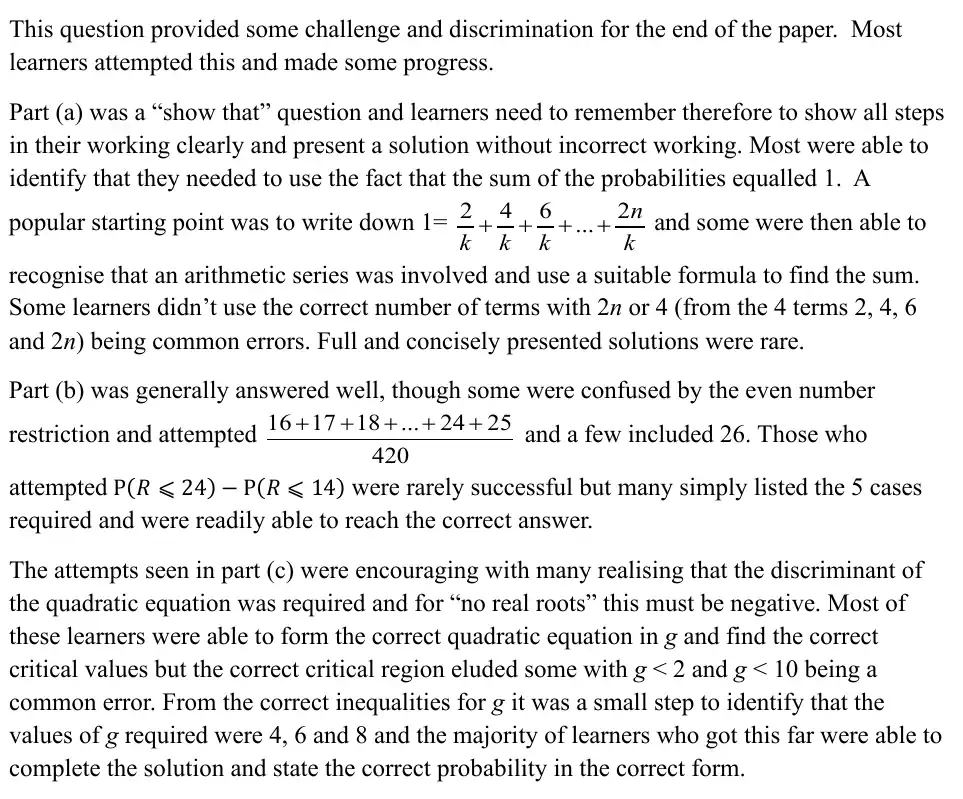 This question provided some challenge and discrimination for the end of the paper.  Most
learners attempted this and made some progress.
Part (a) was a “show that” question and learners need to remember therefore to show all steps
in their working clearly and present a solution without incorrect working. Most were able to
identify that they needed to use the fact that the sum of the probabilities equalled 1.  A
popular starting point was to write down 1= 2/k + 4/k + 6/k + ... + 2n/k and some were then able to
recognise that an arithmetic series was involved and use a suitable formula to find the sum.
Some learners didn’t use the correct number of terms with 2n or 4 (from the 4 terms 2, 4, 6
and 2n) being common errors. Full and concisely presented solutions were rare.
Part (b) was generally answered well, though some were confused by the even number
restriction and attempted (16+17+18+...+24+25)/420 and a few included 26. Those who
attempted P(R ⩽ 24) – P(R ⩽ 14) were rarely successful but many simply listed the 5 cases
required and were readily able to reach the correct answer.
The attempts seen in part (c) were encouraging with many realising that the discriminant of
the quadratic equation was required and for “no real roots” this must be negative. Most of
these learners were able to form the correct quadratic equation in g and find the correct
critical values but the correct critical region eluded some with g < 2 and g < 10 being a
common error. From the correct inequalities for g it was a small step to identify that the
values of g required were 4, 6 and 8 and the majority of learners who got this far were able to
complete the solution and state the correct probability in the correct form.